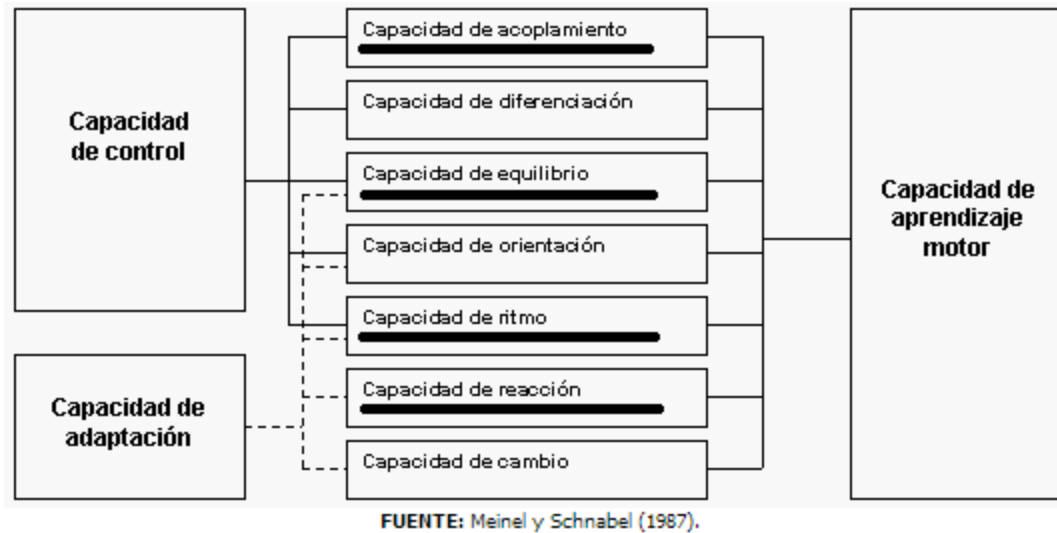 Capacidad
de control
Capacidad de
adaptación
Capacidad de acoplamiento
Capacidad de diferenciación
Capacidad de equilibrio
Capacidad de orientación
Capacidad de ritmo
Capacidad de reacción
Capacidad de cambio
Capacidad de
aprendizaje
motor
FUENTE: Meinel y Schnabel (1987).